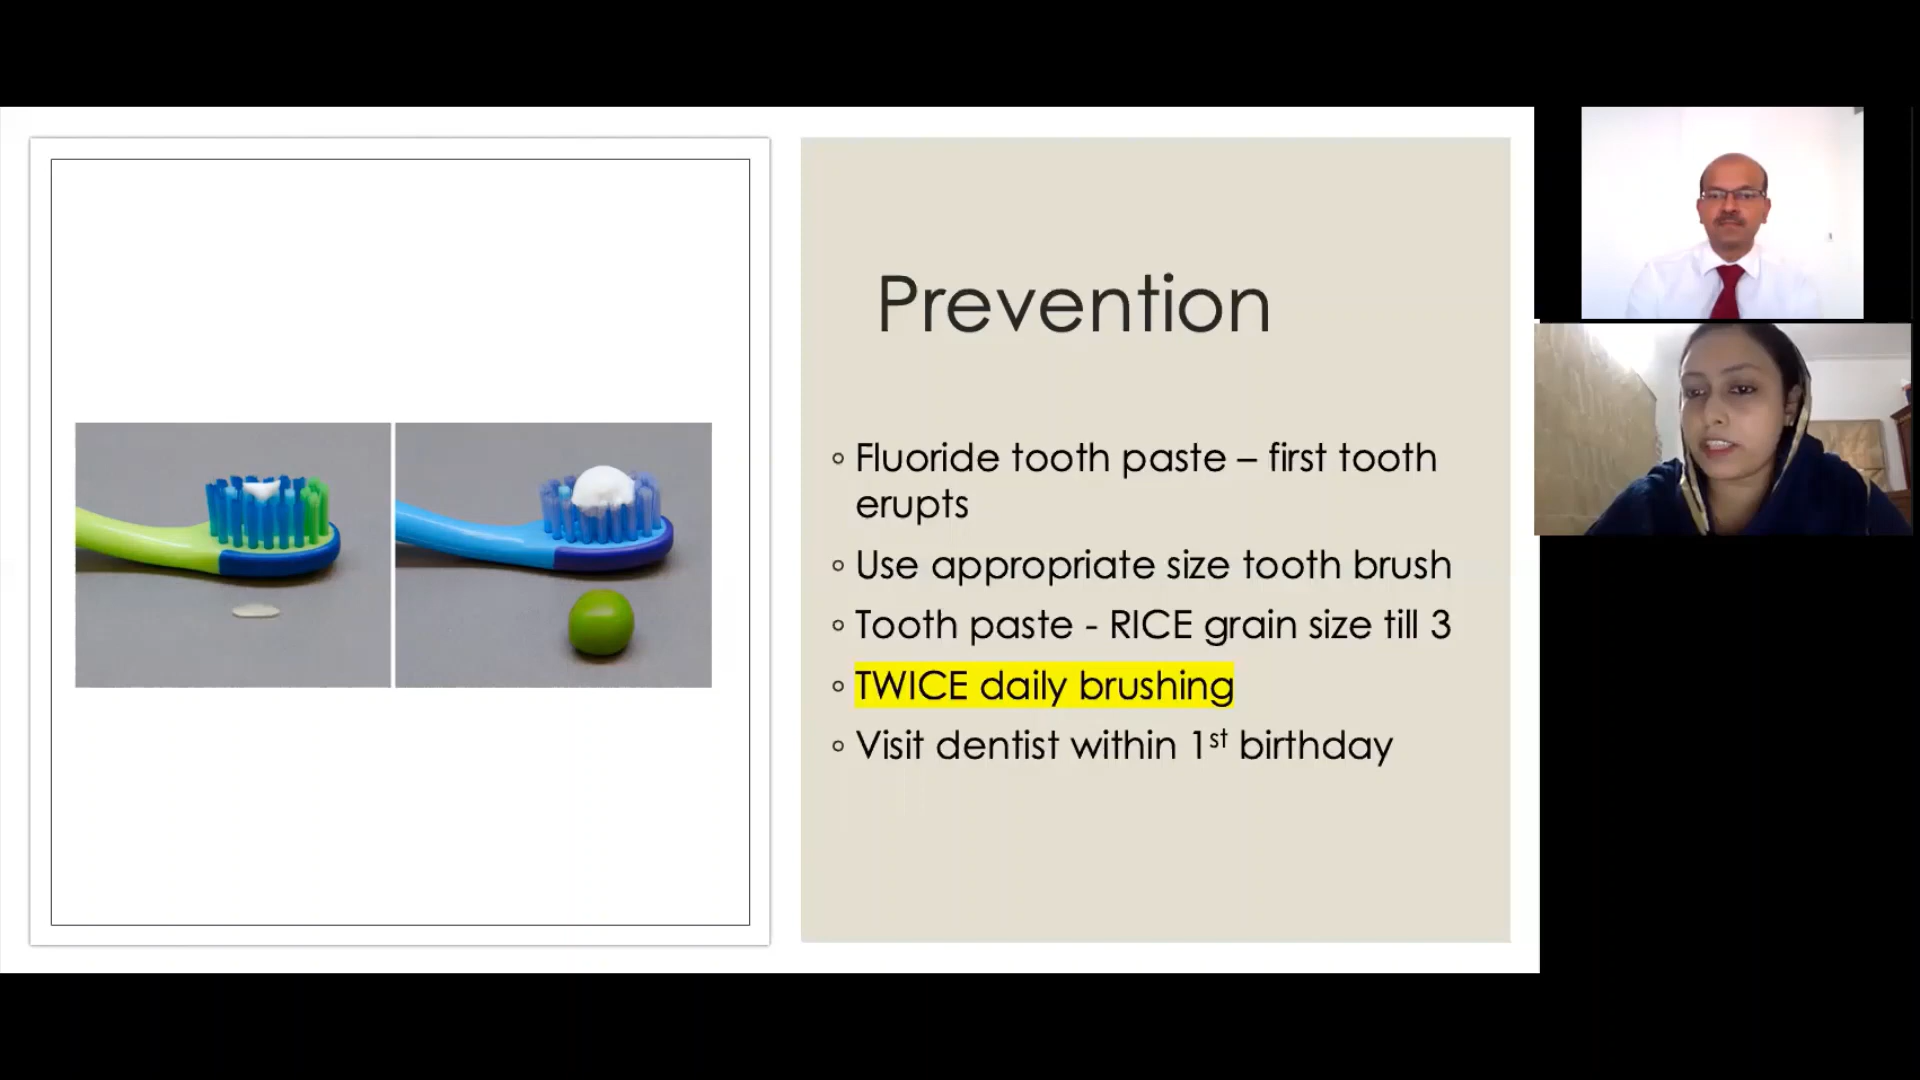 Prevention
◦ Fluoride tooth paste – first tooth
erupts
◦ Use appropriate size tooth brush
◦ Tooth paste - RICE grain size till 3
◦ TWICE daily brushing
◦ Visit dentist within 1st birthday